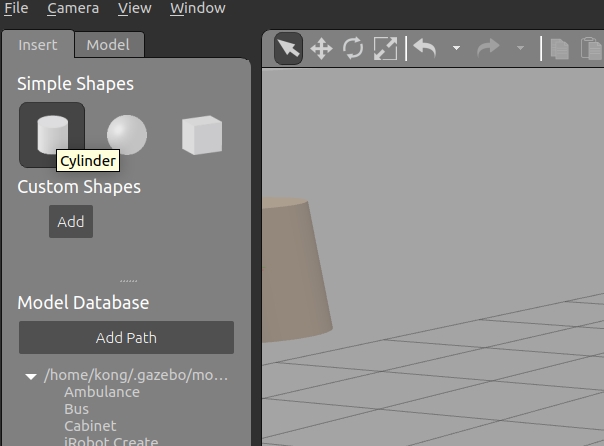 File Camera View Window
Insert Model
Simple Shapes
Cylinder
Custom Shapes
Add
Model Database
Add Path
/home/kong/.gazebo/mo...
Ambulance
Bus
Cabinet
iRobot Create